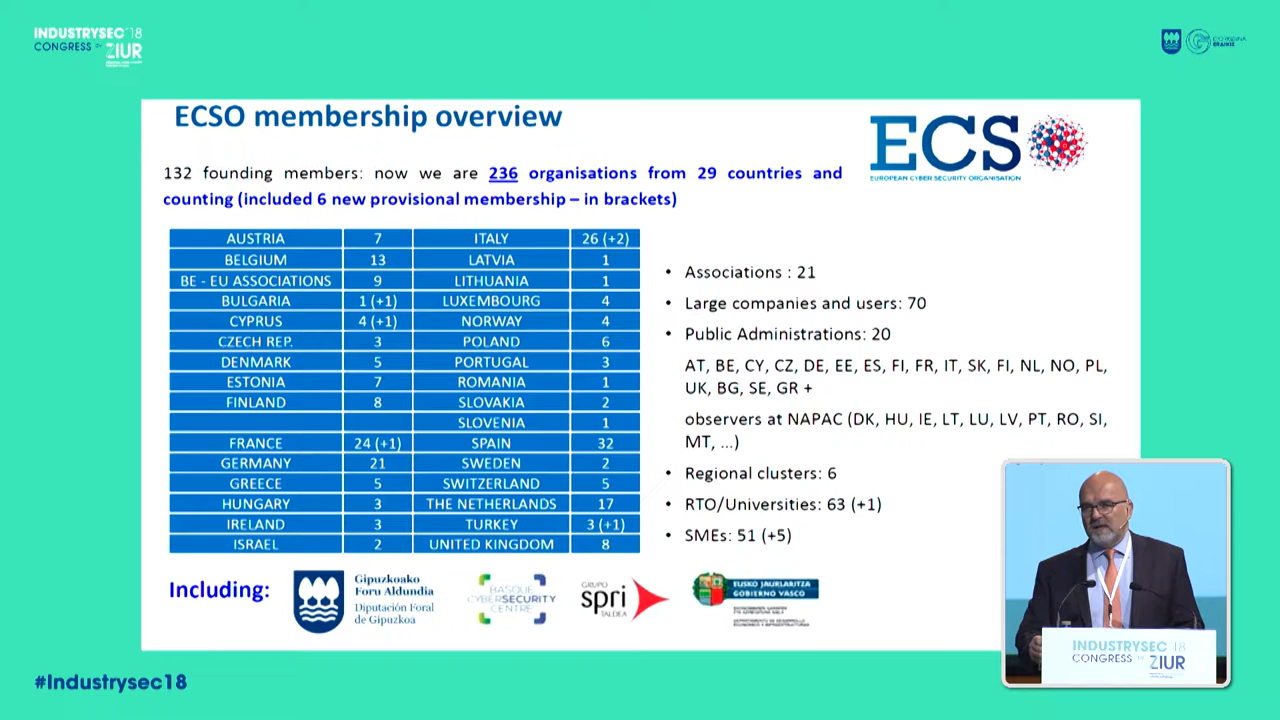 INDUSTRYSEC'18
CONGRESS BY ZIUR
ECSO membership overview
ECS
EUROPEAN CYBER SECURITY ORGANISATION
132 founding members: now we are 236 organisations from 29 countries and
counting (included 6 new provisional membership – in brackets)
AUSTRIA 7 ITALY 26 (+2)
BELGIUM 13 LATVIA 1
BE - EU ASSOCIATIONS 9 LITHUANIA 1
BULGARIA 1 (+1) LUXEMBOURG 4
CYPRUS 4 (+1) NORWAY 4
CZECH REP. 3 POLAND 6
DENMARK 5 PORTUGAL 3
ESTONIA 7 ROMANIA 1
FINLAND 8 SLOVAKIA 2
SLOVENIA 1
FRANCE 24 (+1) SPAIN 32
GERMANY 21 SWEDEN 2
GREECE 5 SWITZERLAND 5
HUNGARY 3 THE NETHERLANDS 17
IRELAND 3 TURKEY 3 (+1)
ISRAEL 2 UNITED KINGDOM 8
• Associations : 21
• Large companies and users: 70
• Public Administrations: 20
AT, BE, CY, CZ, DE, EE, ES, FI, FR, IT, SK, FI, NL, NO, PL,
UK, BG, SE, GR +
observers at NAPAC (DK, HU, IE, LT, LU, LV, PT, RO, SI,
MT, ...)
• Regional clusters: 6
• RTO/Universities: 63 (+1)
• SMEs: 51 (+5)
Including:
Gipuzkoako
Foru Aldundia
Diputación Foral
de Gipuzkoa
BASQUE
CYBERSECURITY
CENTRE
GRUPO
spri
TALDEA
EUSKO JAURLARITZA
GOBIERNO VASCO
INDUSTRYSEC'18
CONGRESS BY ZIUR
#Industrysec18